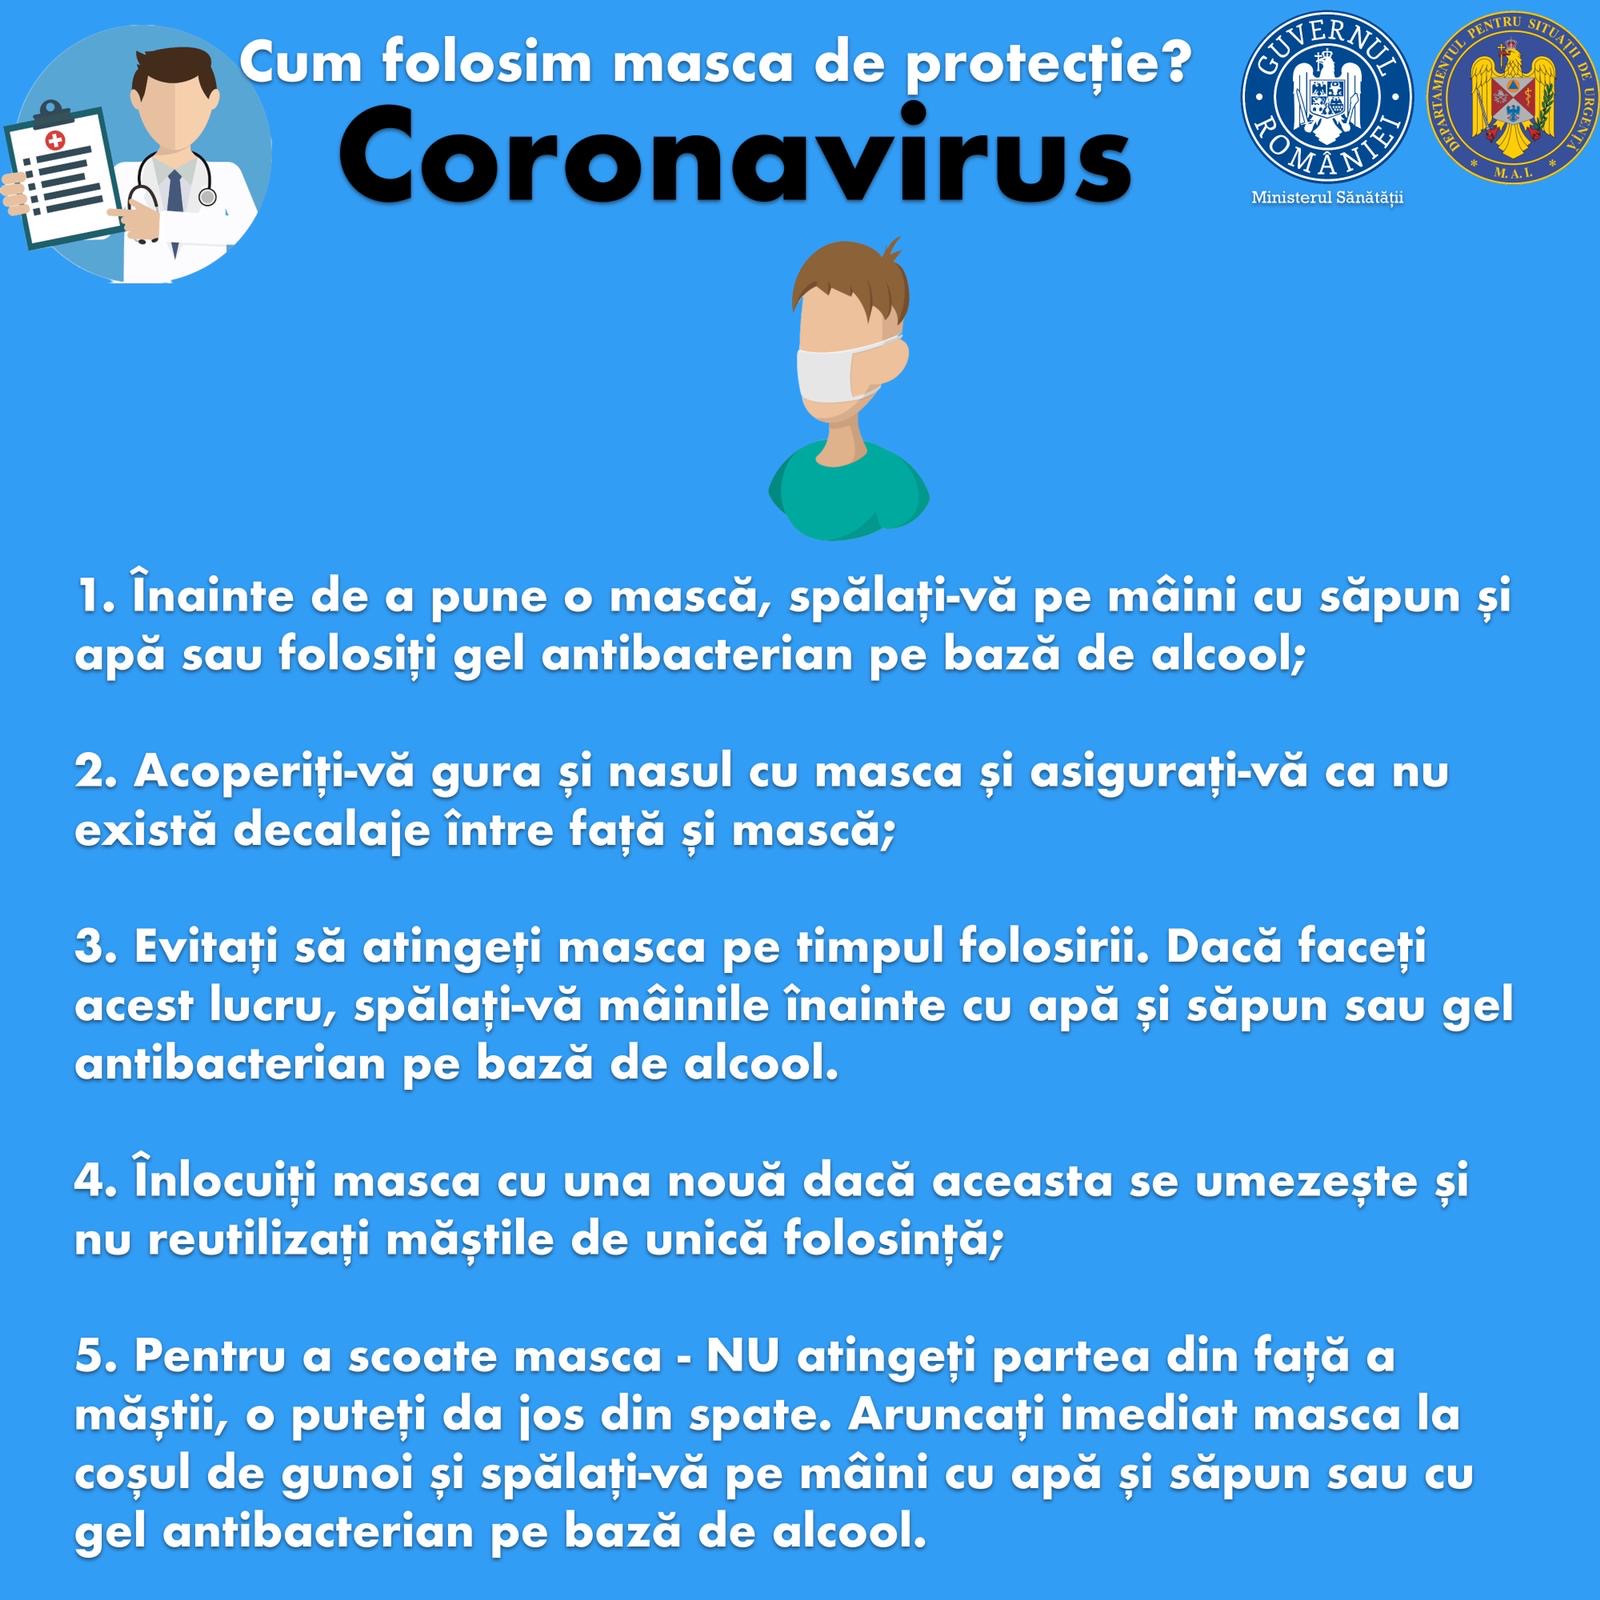 Cum folosim masca de protecție?
Coronavirus
GUVERNUL ROMÂNIEI
Ministerul Sănătății
DEPARTAMENTUL PENTRU SITUAȚII DE URGENȚĂ
* M.A.I. *
1. Înainte de a pune o mască, spălați-vă pe mâini cu săpun și
apă sau folosiți gel antibacterian pe bază de alcool;
2. Acoperiți-vă gura și nasul cu masca și asigurați-vă ca nu
există decalaje între față și mască;
3. Evitați să atingeți masca pe timpul folosirii. Dacă faceți
acest lucru, spălați-vă mâinile înainte cu apă și săpun sau gel
antibacterian pe bază de alcool.
4. Înlocuiți masca cu una nouă dacă aceasta se umezește și
nu reutilizați măștile de unică folosință;
5. Pentru a scoate masca - NU atingeți partea din față a
măștii, o puteți da jos din spate. Aruncați imediat masca la
coșul de gunoi și spălați-vă pe mâini cu apă și săpun sau cu
gel antibacterian pe bază de alcool.